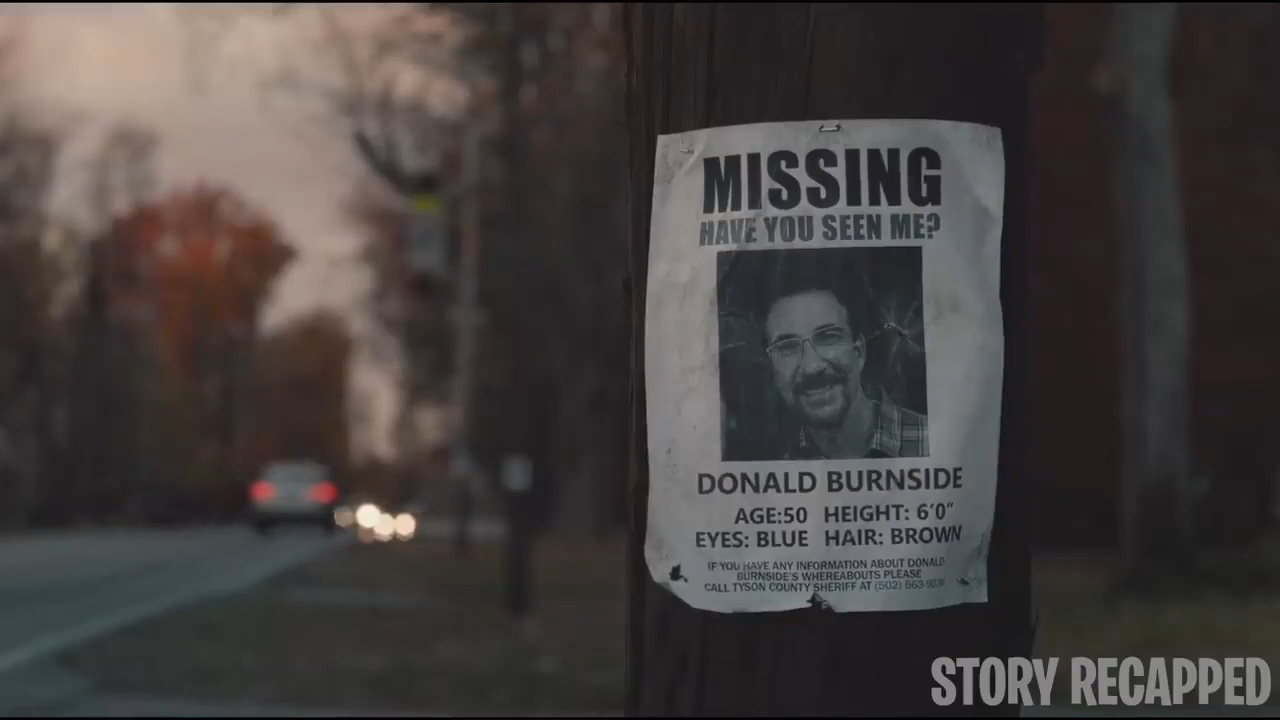 MISSING
HAVE YOU SEEN ME?
DONALD BURNSIDE
AGE:50 HEIGHT: 6'0"
EYES: BLUE HAIR: BROWN
IF YOU HAVE ANY INFORMATION ABOUT DONALD
BURNSIDE'S WHEREABOUTS PLEASE
CALL TYSON COUNTY SHERIFF AT (502)
STORY RECAPPED